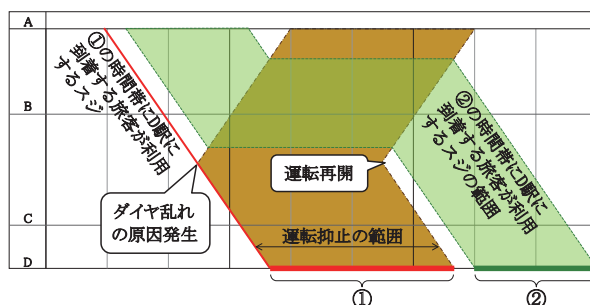 A
B
C
D
①の時間帯にD駅に
到着する旅客が利用
するスジ
ダイヤ乱れ
の原因発生
運転再開
運転抑止の範囲
②の時間帯にD駅に
到着する旅客が利用
するスジの範囲
①
②